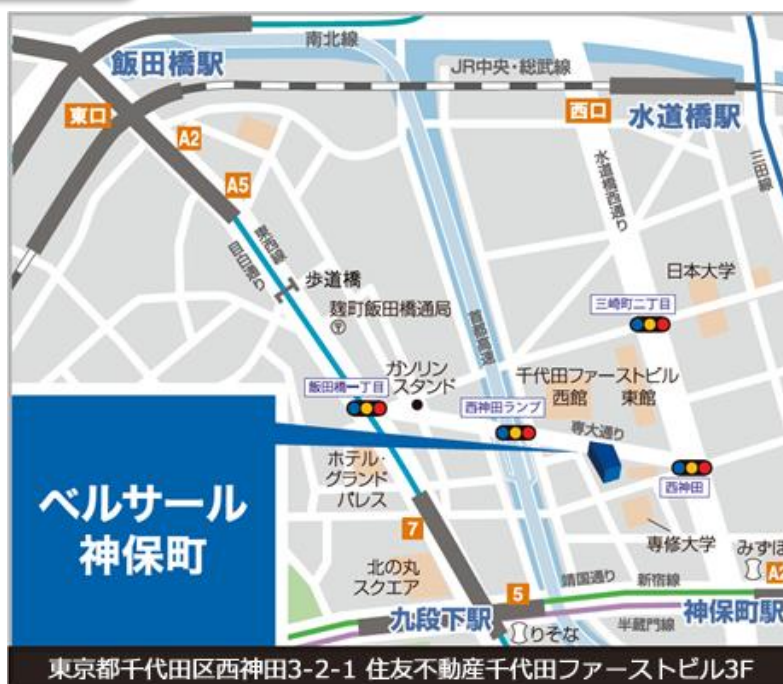 南北線
飯田橋駅
JR中央・総武線
東口
西口
水道橋駅
A2
A5
水道橋西通り
三田線
東西線
目白通り
歩道橋
日本大学
麹町飯田橋通局
三崎町二丁目
首都高速
ガソリン
スタンド
千代田ファーストビル
西館
東館
飯田橋一丁目
西神田ランプ
専大通り
ホテル・
グランド
パレス
西神田
ベルサール
神保町
7
専修大学
みずほ
北の丸
スクエア
靖国通り
新宿線
A2
5
九段下駅
神保町駅
りそな
半蔵門線
東京都千代田区西神田3-2-1 住友不動産千代田ファーストビル3F